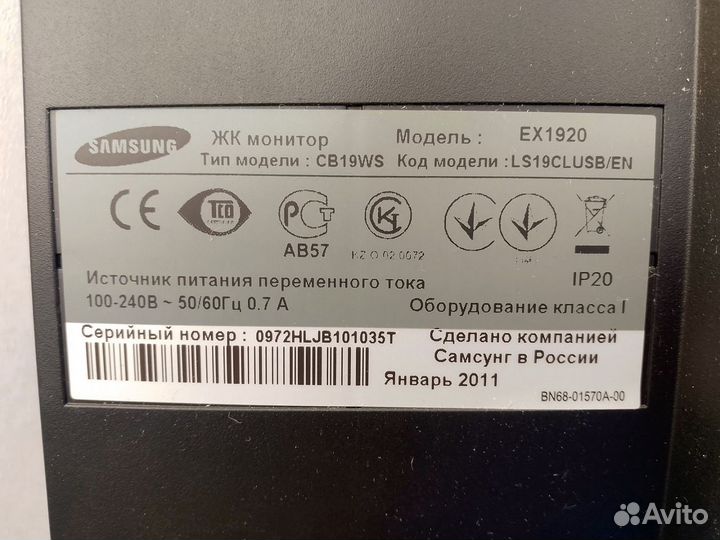 SAMSUNG
ЖК монитор Модель : EX1920
Тип модели : CB19WS Код модели :LS19CLUSB/EN
CE TCO РСТ АВ57
KZ.O.02.0072
Источник питания переменного тока IP20
100-240В ~ 50/60Гц 0.7 А Оборудование класса I
Серийный номер : 0972HLJB101035T Сделано компанией
Самсунг в России
Январь 2011
BN68-01570A-00
Avito